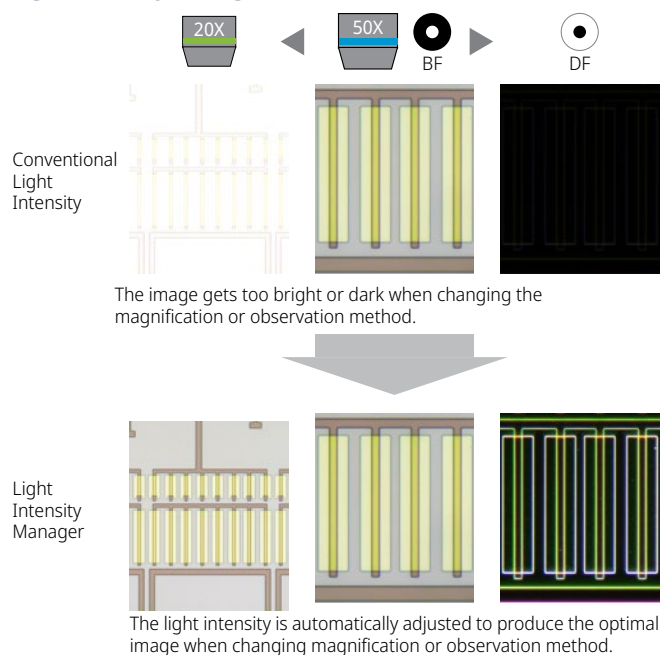 20X
50X
BF
DF
Conventional
Light
Intensity
The image gets too bright or dark when changing the
magnification or observation method.
Light
Intensity
Manager
The light intensity is automatically adjusted to produce the optimal
image when changing magnification or observation method.